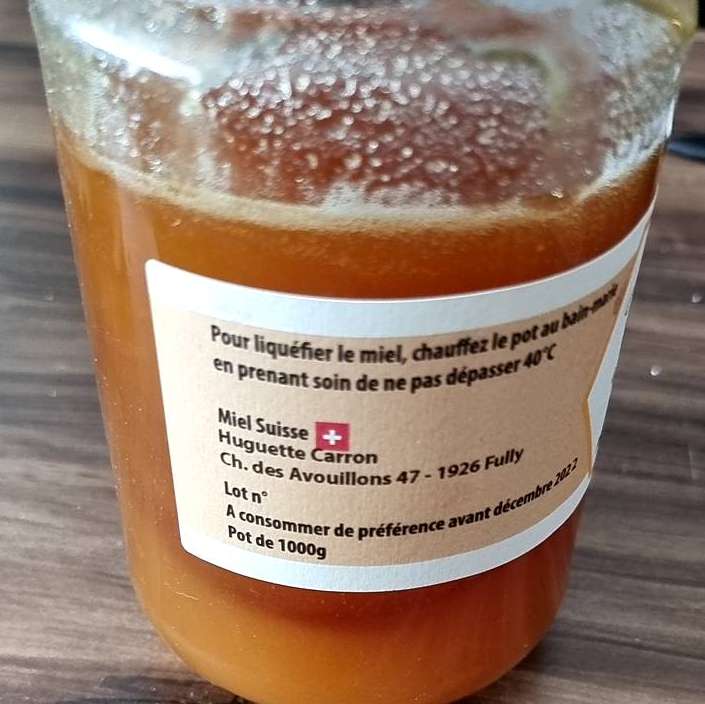 Pour liquéfier le miel, chauffez le pot au bain-marie
en prenant soin de ne pas dépasser 40°C
Miel Suisse
Huguette Carron
Ch. des Avouillons 47 - 1926 Fully
Lot n°
A consommer de préférence avant décembre 2022
Pot de 1000g